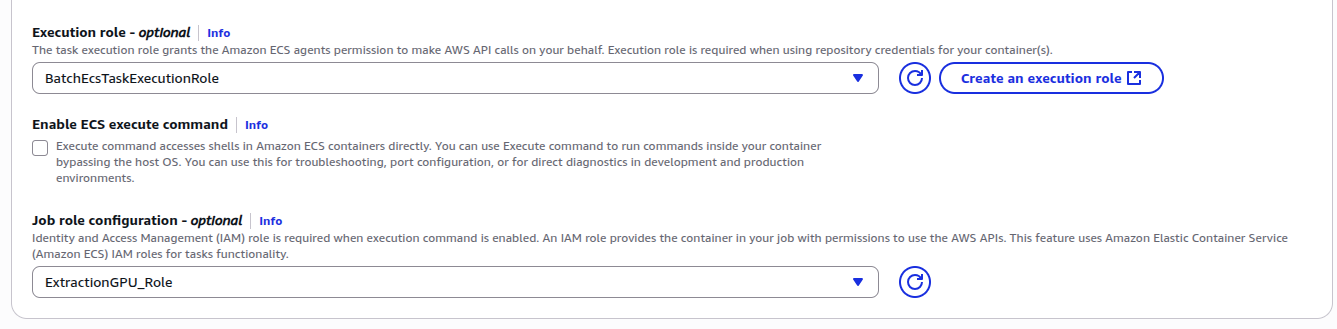 Execution role – optional Info
The task execution role grants the Amazon ECS agents permission to make AWS API calls on your behalf. Execution role is required when using repository credentials for your container(s).
BatchEcsTaskExecutionRole
Create an execution role
Enable ECS execute command Info
Execute command accesses shells in Amazon ECS containers directly. You can use Execute command to run commands inside your container
bypassing the host OS. You can use this for troubleshooting, port configuration, or for direct diagnostics in development and production
environments.
Job role configuration – optional Info
Identity and Access Management (IAM) role is required when execution command is enabled. An IAM role provides the container in your job with permissions to use the AWS APIs. This feature uses Amazon Elastic Container Service
(Amazon ECS) IAM roles for tasks functionality.
ExtractionGPU_Role